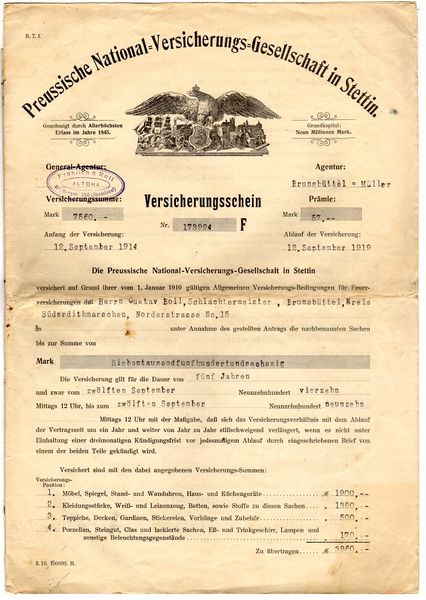 B. 7. I.
Preussische National-Versicherungs-Gesellschaft in Stettin.
Genehmigt durch Allerhöchsten
Erlass im Jahre 1845.
Grundkapital:
Neun Millionen Mark.
General-Agentur:
Fröhlich & Roll
ALTONA
Agentur:
Brunsbüttel = Müller
Versicherungssumme:
Versicherungsschein
Prämie:
Mark 7560.--
Nr. 173994 F
Mark 57.--
Anfang der Versicherung:
Ablauf der Versicherung:
12. September 1914
12. September 1919
Die Preussische National-Versicherungs-Gesellschaft in Stettin
versichert auf Grund ihrer vom 1. Januar 1910 gültigen Allgemeinen Versicherungs-Bedingungen für Feuer-
versicherungen des Herrn Gustav Boll, Schlachtermeister, Brunsbüttel, Kreis
Süderdithmarschen, Norderstrasse No. 15
in unter Annahme des gestellten Antrags die nachbenannten Sachen
bis zur Summe von
Mark Siebentausendfünfhundertundsechzig
Die Versicherung gilt für die Dauer von fünf Jahren
und zwar vom zwölften September Neunzehnhundert vierzehn
Mittags 12 Uhr, bis zum zwölften September Neunzehnhundert neunzehn
Mittags 12 Uhr mit der Maßgabe, daß sich das Versicherungsverhältnis mit dem Ablauf
der Vertragszeit um ein Jahr und weiter von Jahr zu Jahr stillschweigend verlängert, wenn es nicht unter
Einhaltung einer dreimonatigen Kündigungsfrist vor jedesmaligem Ablauf durch eingeschriebenen Brief von
einem der beiden Teile gekündigt wird.
Versichert sind mit den dabei angegebenen Versicherungs-Summen:
Versicherungs-
Position:
1. Möbel, Spiegel, Stand- und Wanduhren, Haus- und Küchengeräte M 1900.--
2. Kleidungsstücke, Weiß- und Leinenzeug, Betten, sowie Stoffe zu diesen Sachen „ 1390.--
3. Teppiche, Decken, Gardinen, Stickereien, Vorhänge und Zubehör „ 500.--
4. Porzellan, Steingut, Glas und lackierte Sachen, Eß- und Trinkgeschirr, Lampen und
sonstige Beleuchtungsgegenstände „ 170.--
Zu übertragen M 3960.--